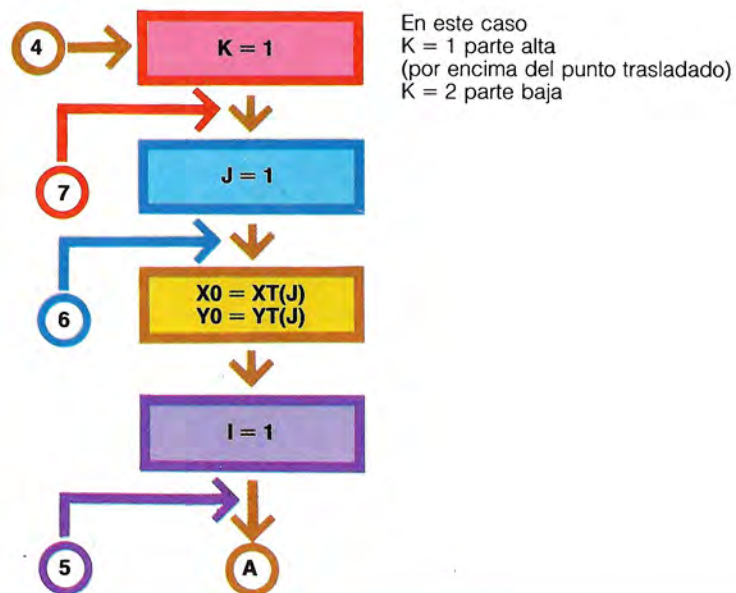 4
K = 1
En este caso
K = 1 parte alta
(por encima del punto trasladado)
K = 2 parte baja
7
J = 1
6
X0 = XT(J)
Y0 = YT(J)
I = 1
5
A